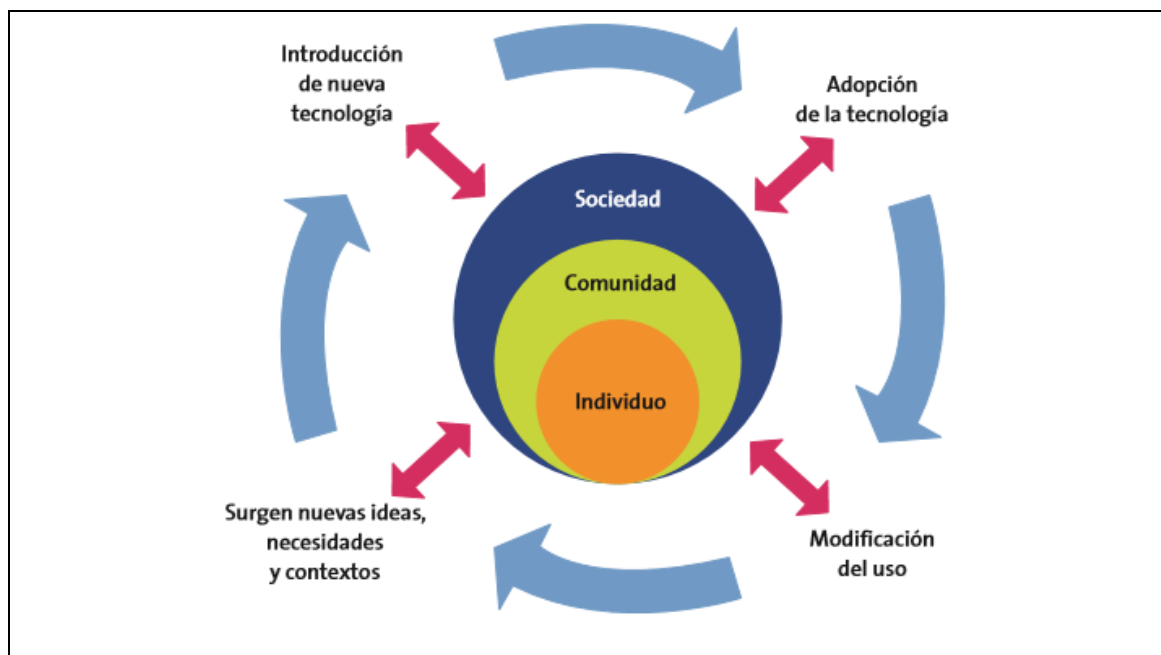 Introducción
de nueva
tecnología
Adopción
de la tecnología
Sociedad
Comunidad
Individuo
Surgen nuevas ideas,
necesidades
y contextos
Modificación
del uso